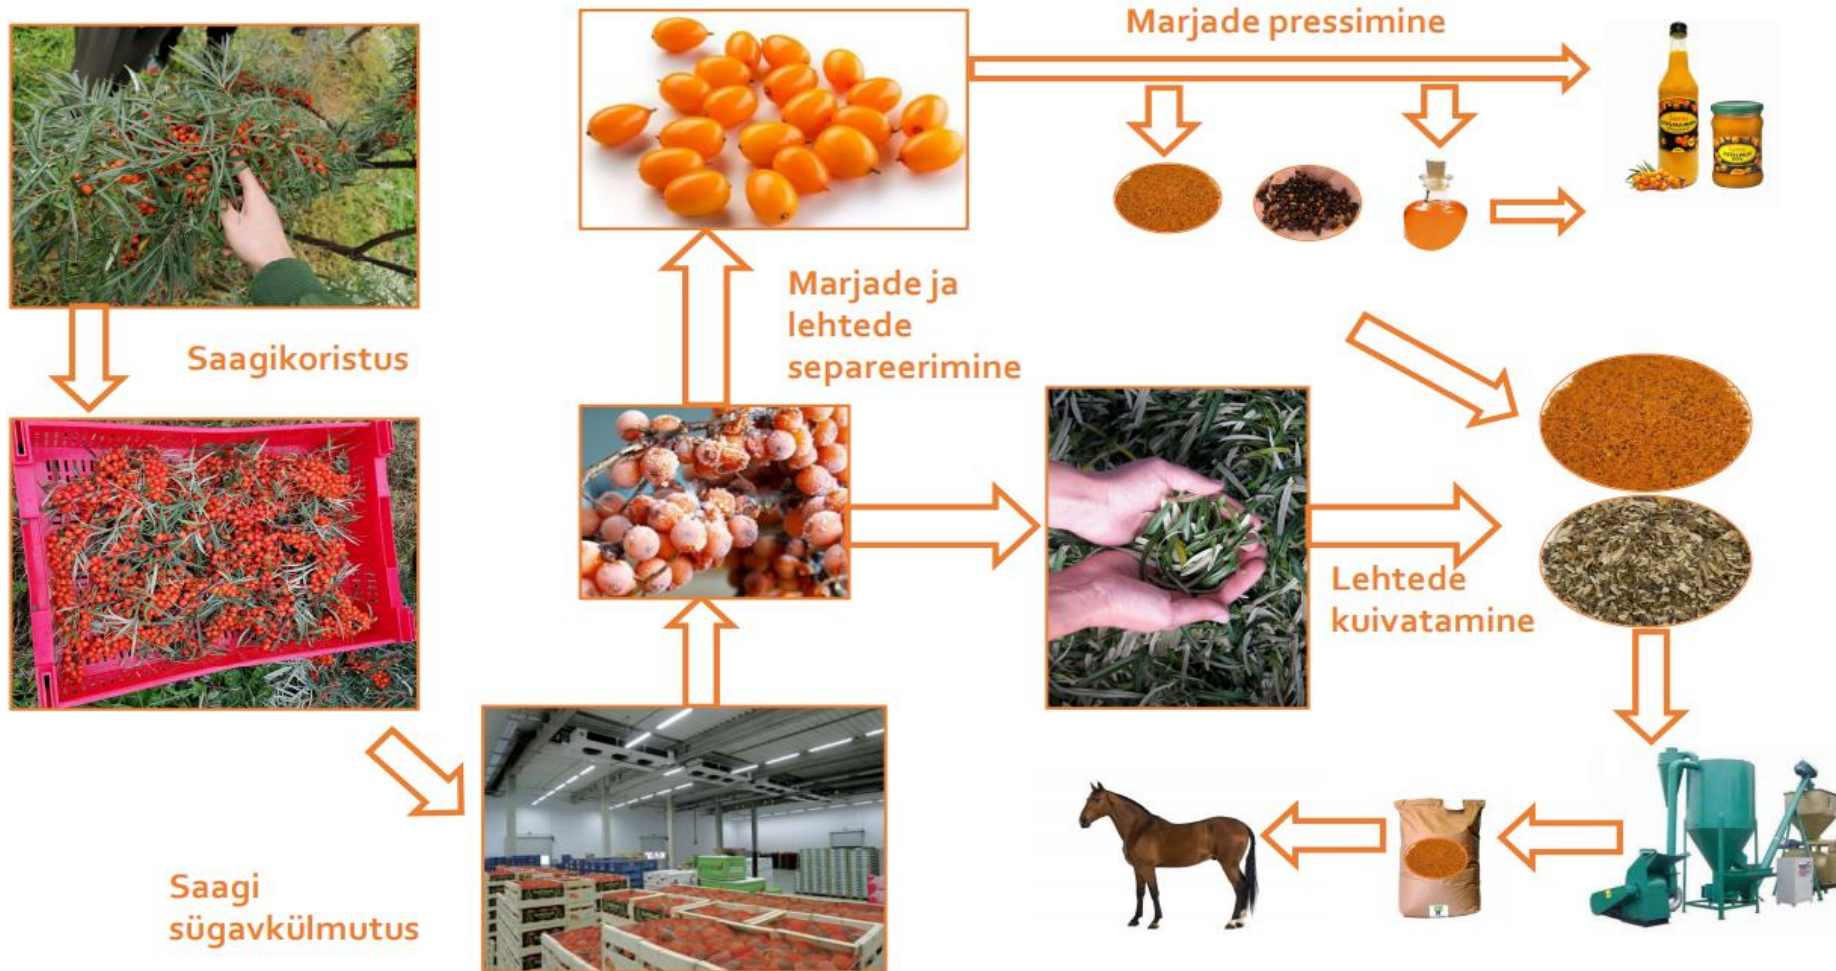 Marjade pressimine
Saagikoristus
Marjade ja
lehtede
separeerimine
Lehtede
kuivatamine
Saagi
sügavkülmutus